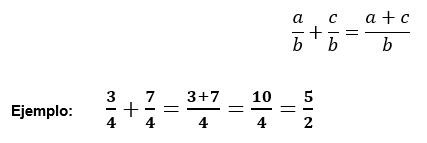 a/b + c/b = (a + c)/b
Ejemplo: 3/4 + 7/4 = 3+7/4 = 10/4 = 5/2